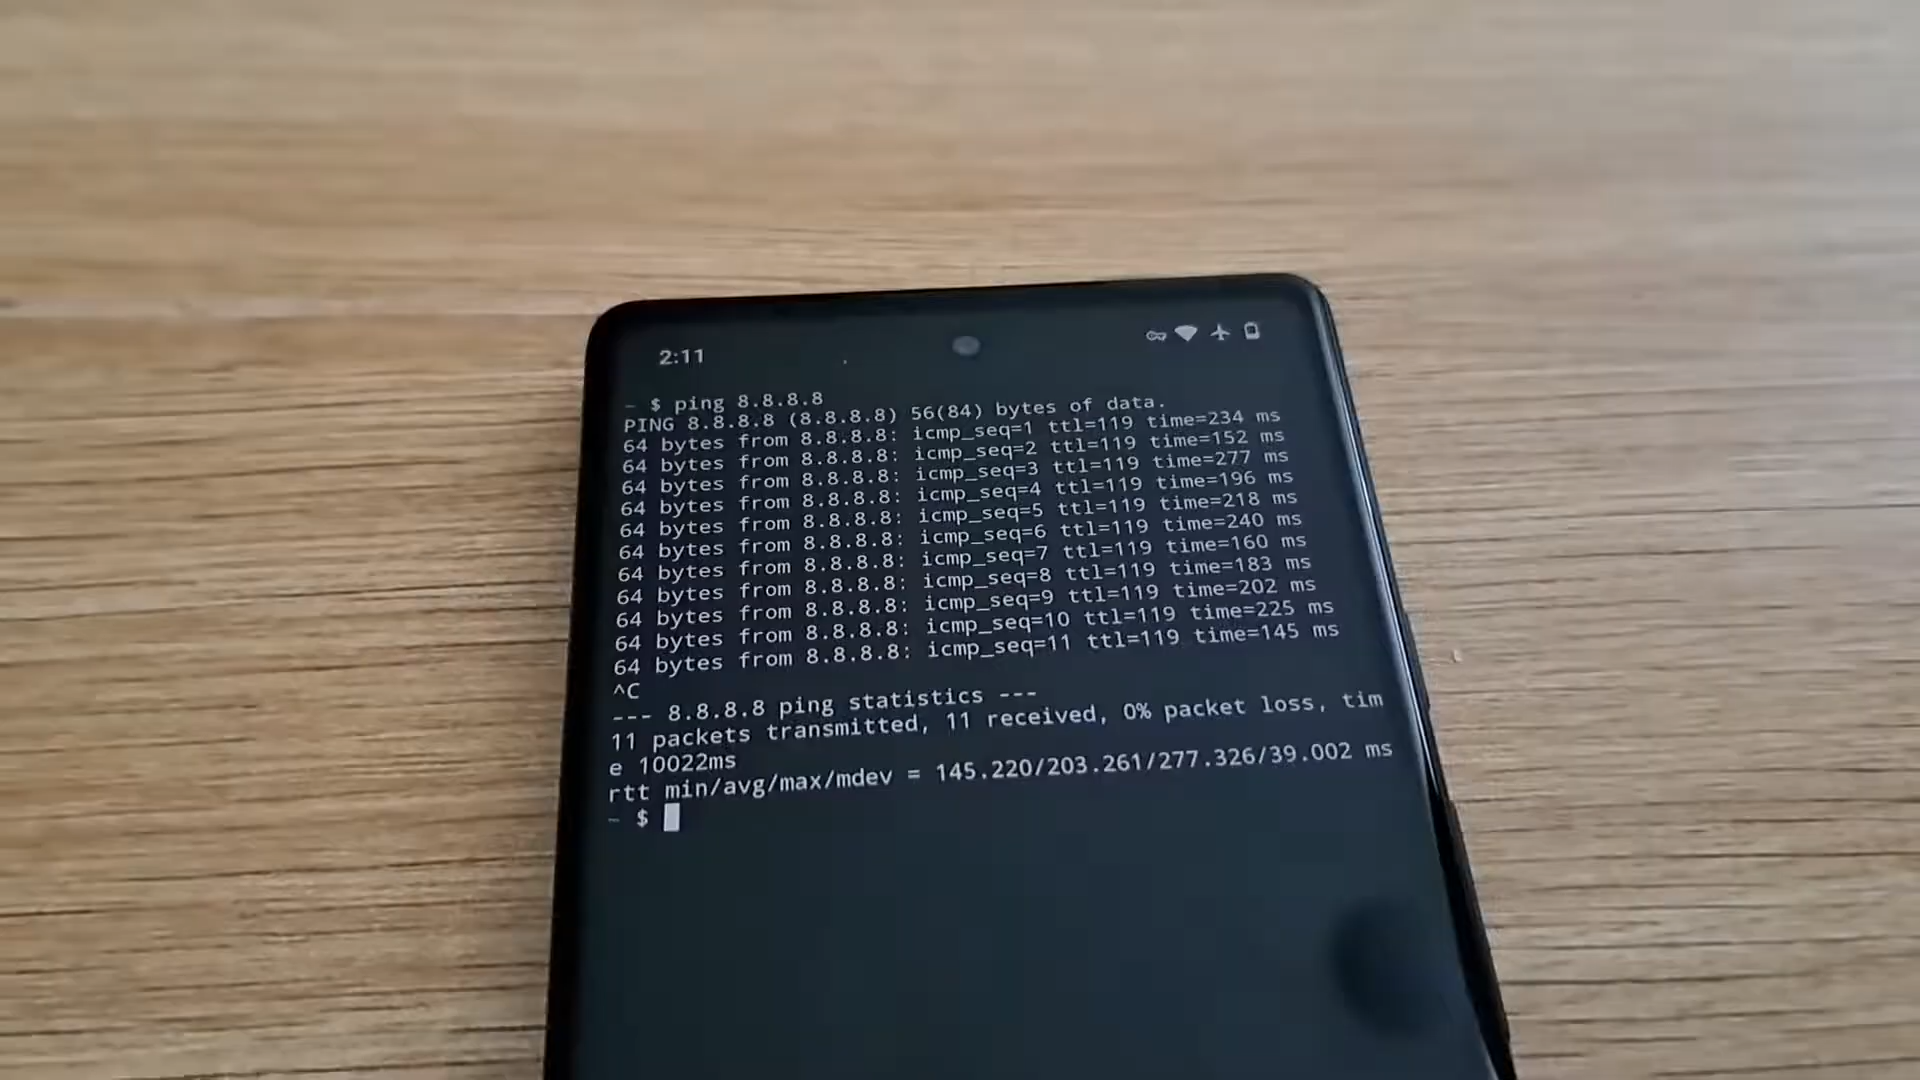 2:11
~ $ ping 8.8.8.8
PING 8.8.8.8 (8.8.8.8) 56(84) bytes of data.
64 bytes from 8.8.8.8: icmp_seq=1 ttl=119 time=234 ms
64 bytes from 8.8.8.8: icmp_seq=2 ttl=119 time=152 ms
64 bytes from 8.8.8.8: icmp_seq=3 ttl=119 time=277 ms
64 bytes from 8.8.8.8: icmp_seq=4 ttl=119 time=196 ms
64 bytes from 8.8.8.8: icmp_seq=5 ttl=119 time=218 ms
64 bytes from 8.8.8.8: icmp_seq=6 ttl=119 time=240 ms
64 bytes from 8.8.8.8: icmp_seq=7 ttl=119 time=160 ms
64 bytes from 8.8.8.8: icmp_seq=8 ttl=119 time=183 ms
64 bytes from 8.8.8.8: icmp_seq=9 ttl=119 time=202 ms
64 bytes from 8.8.8.8: icmp_seq=10 ttl=119 time=225 ms
64 bytes from 8.8.8.8: icmp_seq=11 ttl=119 time=145 ms
^C
--- 8.8.8.8 ping statistics ---
11 packets transmitted, 11 received, 0% packet loss, tim
e 10022ms
rtt min/avg/max/mdev = 145.220/203.261/277.326/39.002 ms
~ $